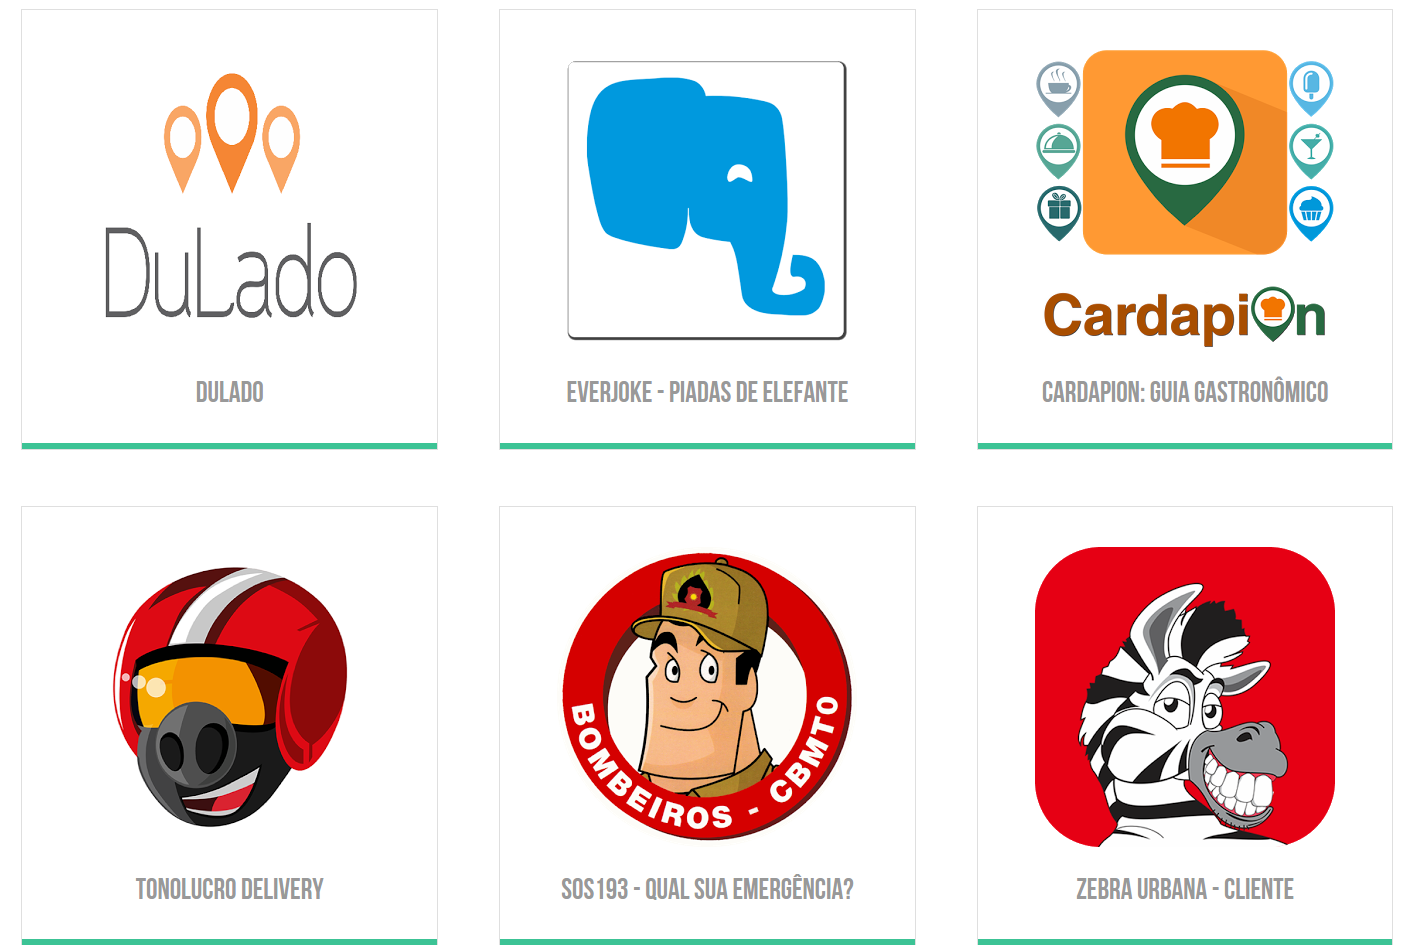 DuLado
DULADO
EVERJOKE - PIADAS DE ELEFANTE
Cardapion
CARDAPION: GUIA GASTRONÔMICO
TONOLUCRO DELIVERY
BOMBEIROS - CBMTO
SOS193 - QUAL SUA EMERGÊNCIA?
ZEBRA URBANA - CLIENTE